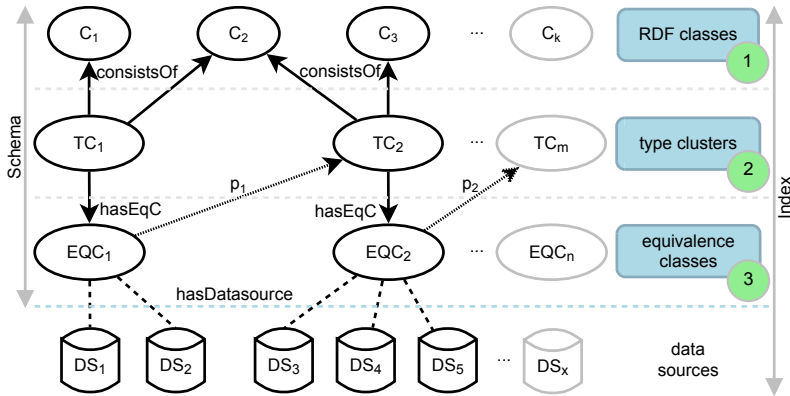 C1 C2 C3 ... Ck RDF classes
1
consistsOf consistsOf
Schema
TC1 TC2 ... TCm type clusters
2
p1 p2
hasEqC hasEqC
Index
EQC1 EQC2 ... EQCn equivalence
classes
3
hasDatasource
DS1 DS2 DS3 DS4 DS5 ... DSx data
sources